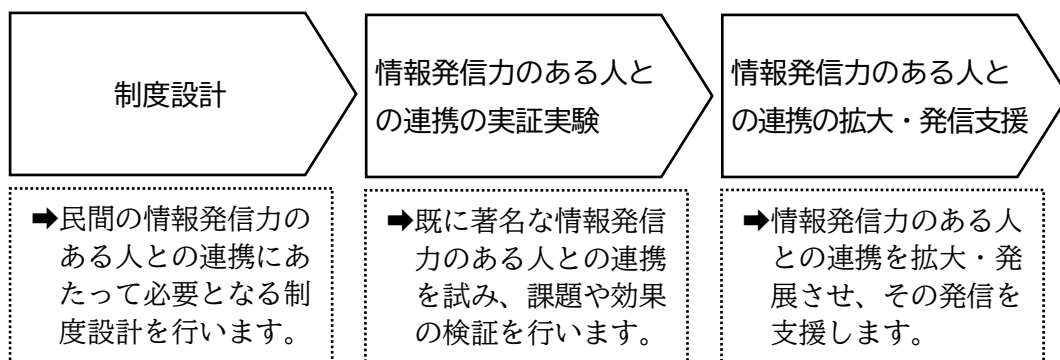 制度設計
情報発信力のある人と
の連携の実証実験
情報発信力のある人と
の連携の拡大・発信支援
➡民間の情報発信力の
ある人との連携にあ
たって必要となる制
度設計を行います。
➡既に著名な情報発信
力のある人との連携
を試み、課題や効果
の検証を行います。
➡情報発信力のある人
との連携を拡大・発
展させ、その発信を
支援します。